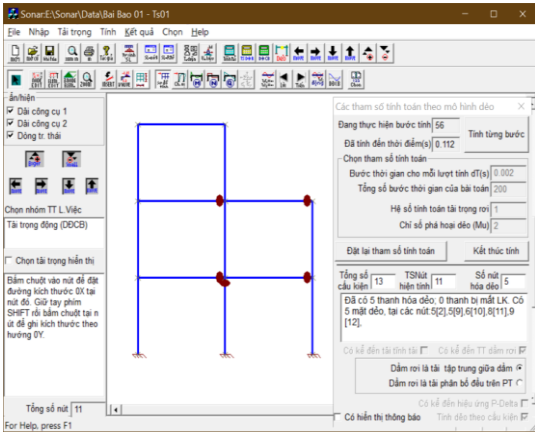 Sonar:E:\Sonar\Data\Bai Bao 01 - Ts01
File Nhập Tải trọng Tính Kết quả Chọn Help
ẩn/hiện
Dải công cụ 1
Dải công cụ 2
Dòng tr. thái
Chọn nhóm TT L.Việc
Tải trọng động (DĐCB)
Chọn tải trọng hiển thị
Bấm chuột vào nút để đặt
đường kích thước 0X tại
nút đó. Giữ tay phím
SHIFT rồi bấm chuột tại n
út để ghi kích thước theo
hướng 0Y.
Tổng số nút 11
For Help, press F1
Các tham số tính toán theo mô hình dẻo
Đang thực hiện bước tính 56
Đã tính đến thời điểm(s) 0.112
Tính từng bước
Chọn tham số tính toán
Bước thời gian cho mỗi lượt tính dT(s) 0.002
Tổng số bước thời gian của bài toán 200
Hệ số tính toán tải trọng rơi 1
Chỉ số phá hoại dẻo (Mu) 2
Đặt lại tham số tính toán
Kết thúc tính
Tổng số cấu kiện 13
TSNút hiện tính 11
Số nút hóa dẻo 5
Đã có 5 thanh hóa dẻo; 0 thanh bị mất LK. Có
5 mặt dẻo, tại các nút:5[2],5[9],6[10],8[11],9
[12],
Có kể đến tải tĩnh tải
Có kể đến TT dầm rơi
Dầm rơi là tải tập trung giữa dầm
Dầm rơi là tải phân bố đều trên PT
Có kể đến hiệu ứng P-Delta
Có hiển thị thông báo
Tính dẻo theo cấu kiện